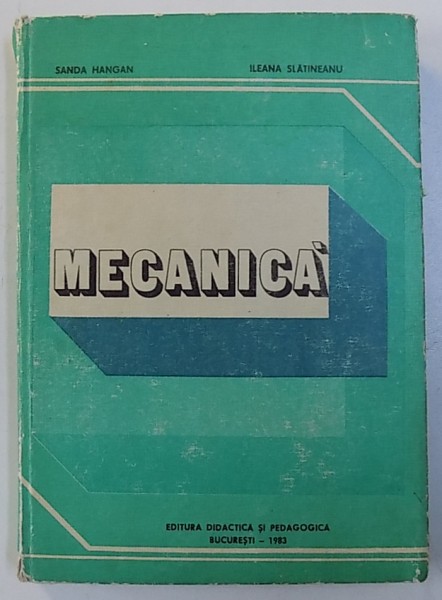 SANDA HANGAN
ILEANA SLĂTINEANU
MECANICĂ
EDITURA DIDACTICĂ ȘI PEDAGOGICĂ
BUCUREȘTI – 1983